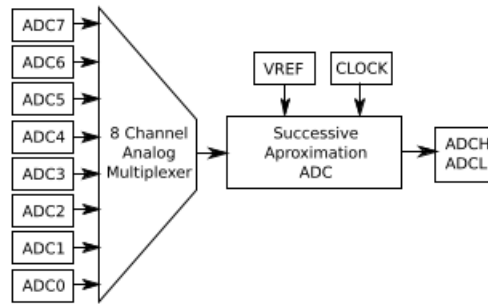 ADC7
ADC6
ADC5
ADC4
ADC3
ADC2
ADC1
ADC0
8 Channel
Analog
Multiplexer
VREF
CLOCK
Successive
Aproximation
ADC
ADCH
ADCL